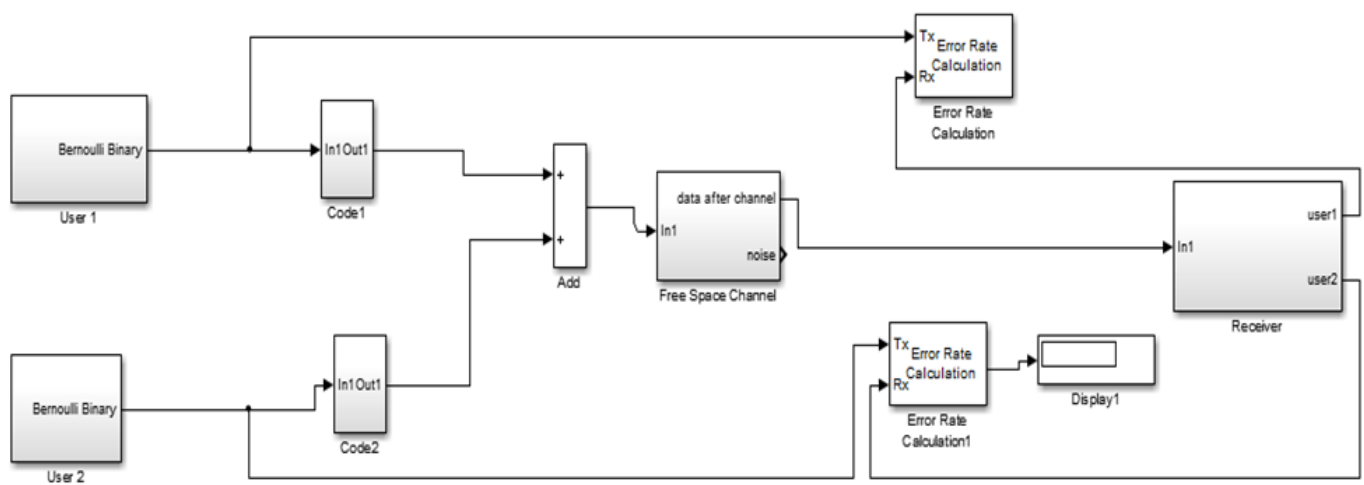 Tx
Error Rate
Calculation
Rx
Error Rate
Calculation
Bernoulli Binary
User 1
In1 Out1
Code1
+
+
Add
data after channel
In1
noise
Free Space Channel
user1
In1
user2
Receiver
Bernoulli Binary
User 2
In1 Out1
Code2
Tx
Error Rate
Calculation
Rx
Error Rate
Calculation1
Display1